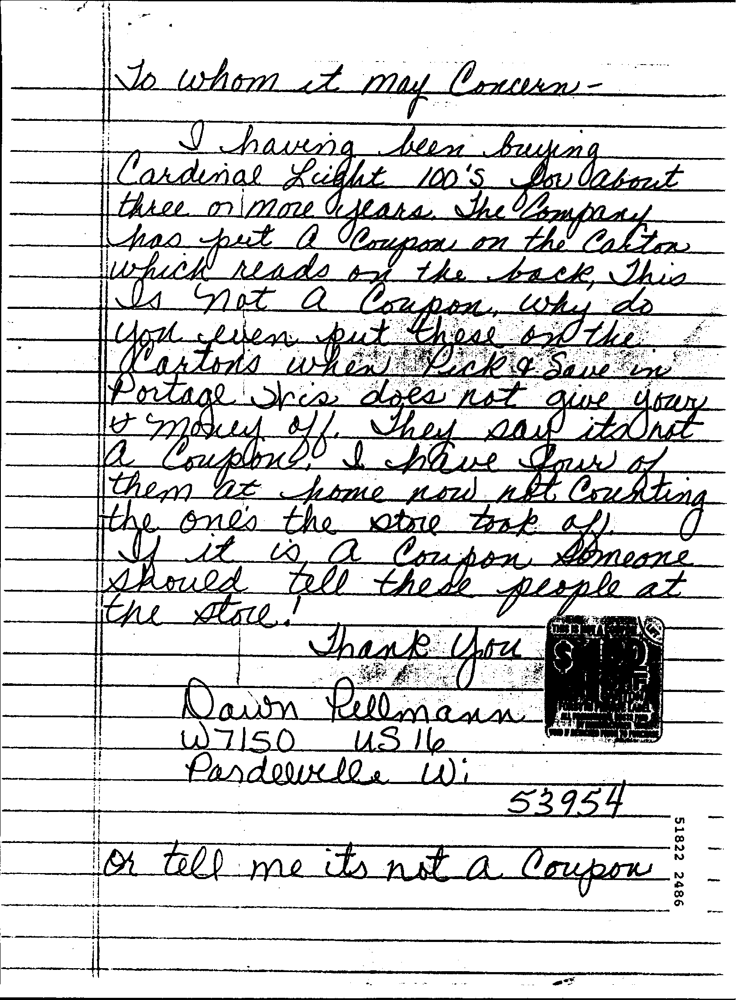 To whom it may Concern-
I having been buying
Cardinal Light 100's for about
three or more years. The Company
has put a Coupon on the Carton
which reads on the back, This
Is Not A Coupon. Why do
you even put these on the
Cartons when Pick & Save in
Portage Wis does not give your
money off. They say its not
a Coupon. I have four of
them at home now not Counting
the one's the store took off.
If it is a Coupon someone
should tell these people at
the store!
Thank you
THIS IS NOT A COUPON
Dawn Pellmann
W7150 US 16
Pardeeville Wi
53954
or tell me its not a Coupon
51822 2486